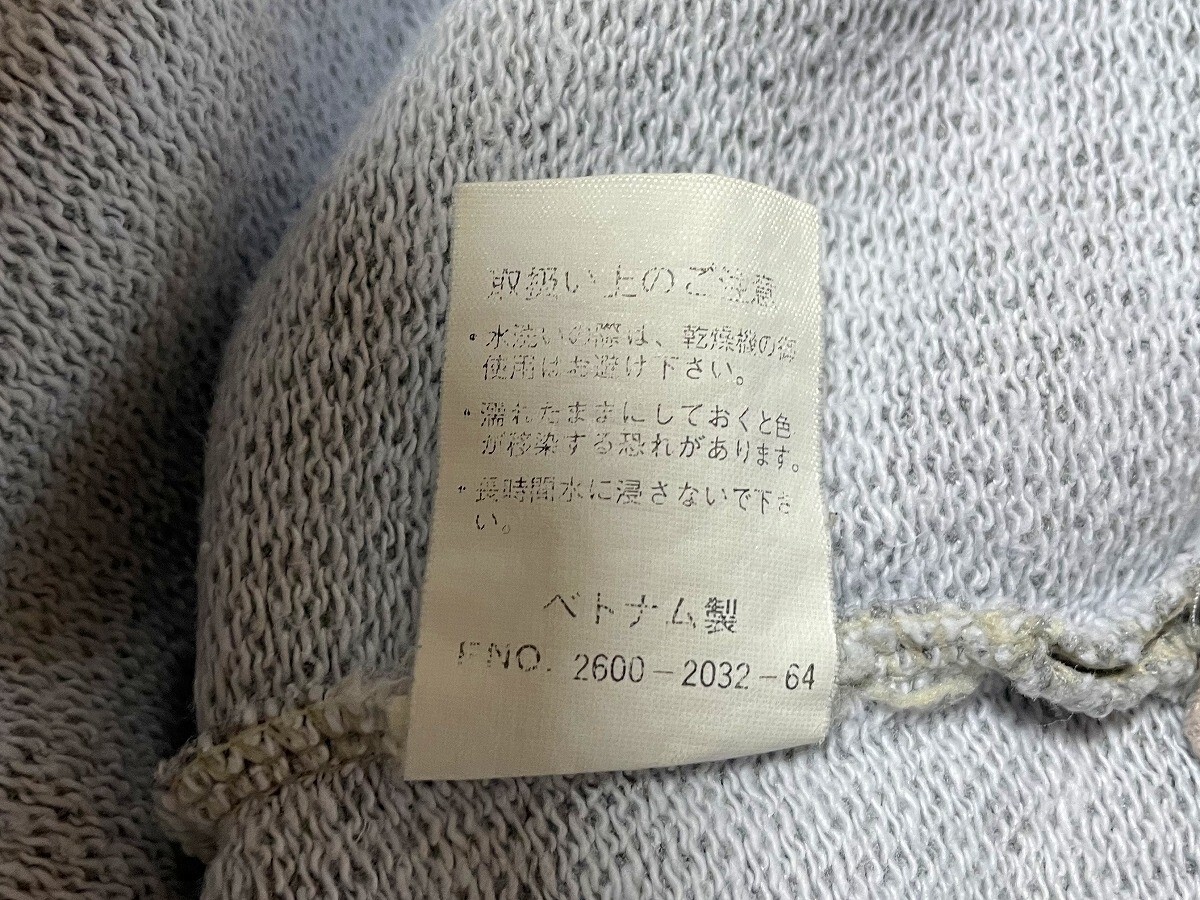 取扱い上のご注意
・水洗いの際は、乾燥機の御
使用はお避け下さい。
・濡れたままにしておくと色
が移染する恐れがあります。
・長時間水に浸さないで下さ
い。
ベトナム製
FNO. 2600-2032-64